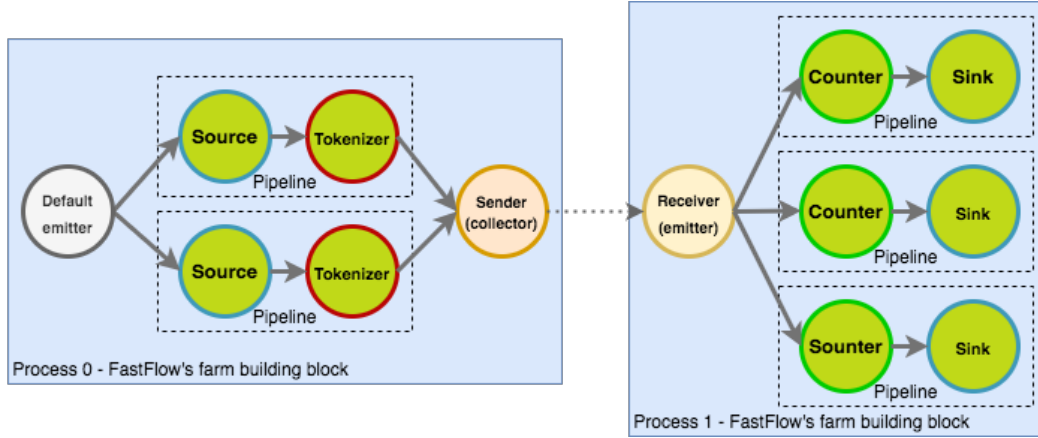 Default
emitter
Source
Tokenizer
Pipeline
Source
Tokenizer
Pipeline
Sender
(collector)
Process 0 - FastFlow's farm building block
Receiver
(emitter)
Counter
Sink
Pipeline
Counter
Sink
Pipeline
Sounter
Sink
Pipeline
Process 1 - FastFlow's farm building block